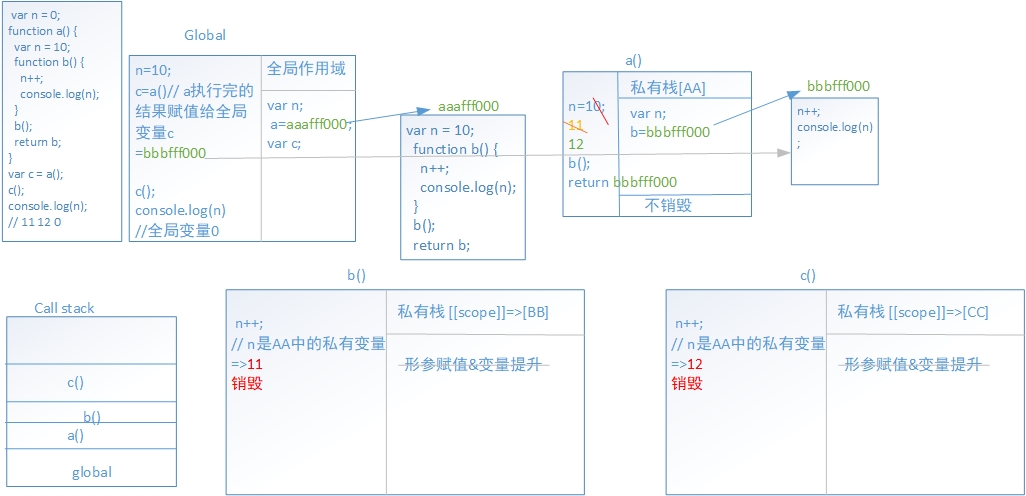 var n = 0;
function a() {
var n = 10;
function b() {
n++;
console.log(n);
}
b();
return b;
}
var c = a();
c();
console.log(n);
// 11 12 0
Global
n=10;
c=a()// a执行完的
结果赋值给全局
变量c
=bbbfff000
c();
console.log(n)
//全局变量0
全局作用域
var n;
a=aaafff000;
var c;
aaafff000
var n = 10;
function b() {
n++;
console.log(n);
}
b();
return b;
a()
n=10;
11
12
b();
return bbbfff000
私有栈[AA]
var n;
b=bbbfff000
不销毁
bbbfff000
n++;
console.log(n)
;
Call stack
c()
b()
a()
global
b()
n++;
// n是AA中的私有变量
=>11
销毁
私有栈 [[scope]]=>[BB]
形参赋值&变量提升
c()
n++;
// n是AA中的私有变量
=>12
销毁
私有栈 [[scope]]=>[CC]
形参赋值&变量提升